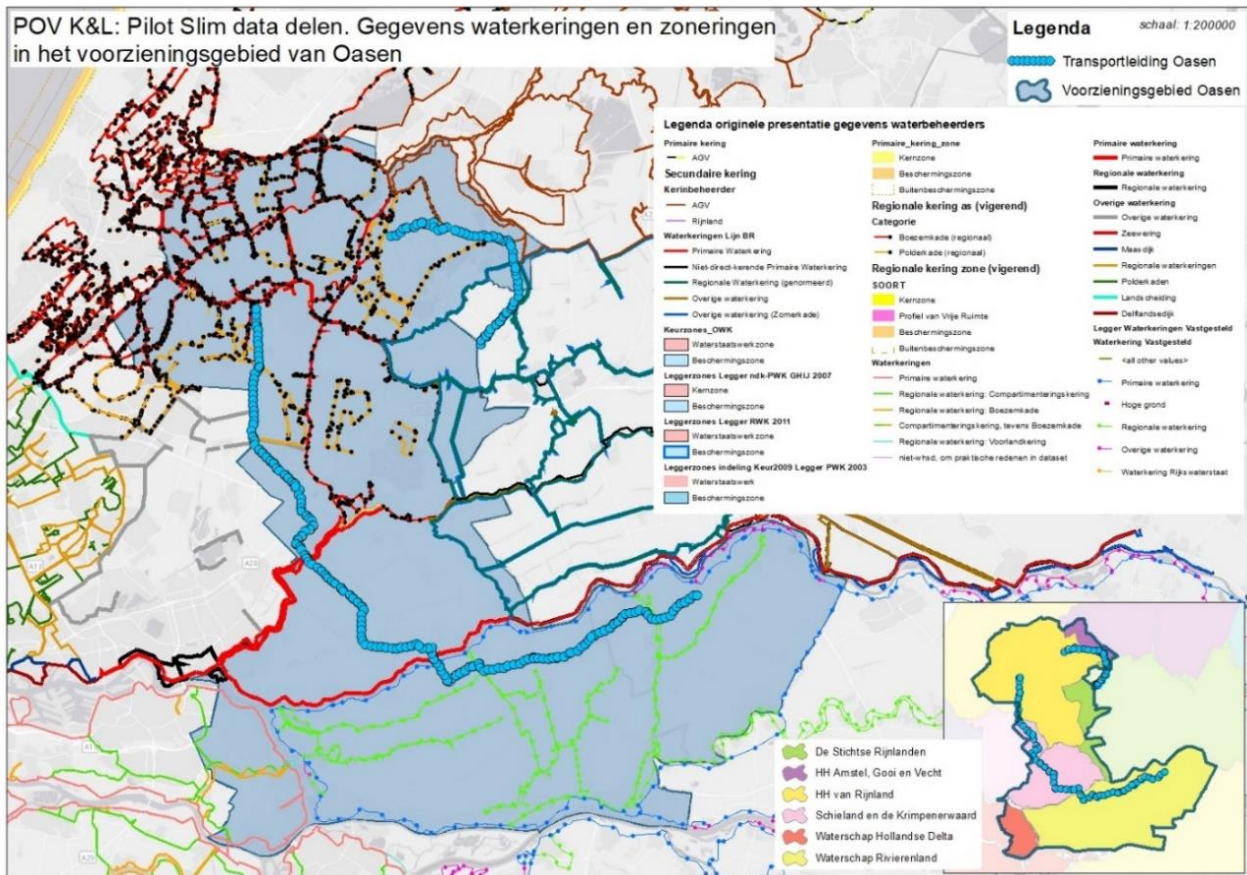 POV K&L: Pilot Slim data delen. Gegevens waterkeringen en zoneringen
in het voorzieningsgebied van Oasen
Legenda
schaal: 1:200000
Transportleiding Oasen
Voorzieningsgebied Oasen
Legenda originele presentatie gegevens waterbeheerders
Primaire kering
AGV
Secundaire kering
Kerinbeheerder
AGV
Rijnland
Waterkeringen Lijn BR
Primaire Waterkering
Niet-direct-kerende Primaire Waterkering
Regionale Waterkering (genormeerd)
Overige waterkering
Overige waterkering (Zomerkade)
Keurzones_OWK
Waterstaatswerkzone
Beschermingszone
Leggerzones Legger ndk-PWK GHIJ 2007
Kernzone
Beschermingszone
Leggerzones Legger RWK 2011
Waterstaatswerkzone
Beschermingszone
Leggerzones indeling Keur2009 Legger PWK 2003
Waterstaatswerk
Beschermingszone
Primaire_kering_zone
Kernzone
Beschermingszone
Buitenbeschermingszone
Regionale kering as (vigerend)
Categorie
Boezemkade (regionaal)
Polderkade (regionaal)
Regionale kering zone (vigerend)
SOORT
Kernzone
Profiel van Vrije Ruimte
Beschermingszone
Buitenbeschermingszone
Waterkeringen
Primaire waterkering
Regionale waterkering: Compartimenteringskering
Regionale waterkering: Boezemkade
Compartimenteringskering, tevens Boezemkade
Regionale waterkering: Voorlandkering
niet-whsd, om praktische redenen in dataset
Primaire waterkering
Primaire waterkering
Regionale waterkering
Regionale waterkering
Overige waterkering
Overige waterkering
Zeewering
Maasdijk
Regionale waterkeringen
Polderkaden
Landscheiding
Delflandsedijk
Legger Waterkeringen Vastgesteld
Waterkering Vastgesteld
<all other values>
Primaire waterkering
Hoge grond
Regionale waterkering
Overige waterkering
Waterkering Rijkswaterstaat
A20
A13
A29
De Stichtse Rijnlanden
HH Amstel, Gooi en Vecht
HH van Rijnland
Schieland en de Krimpenerwaard
Waterschap Hollandse Delta
Waterschap Rivierenland